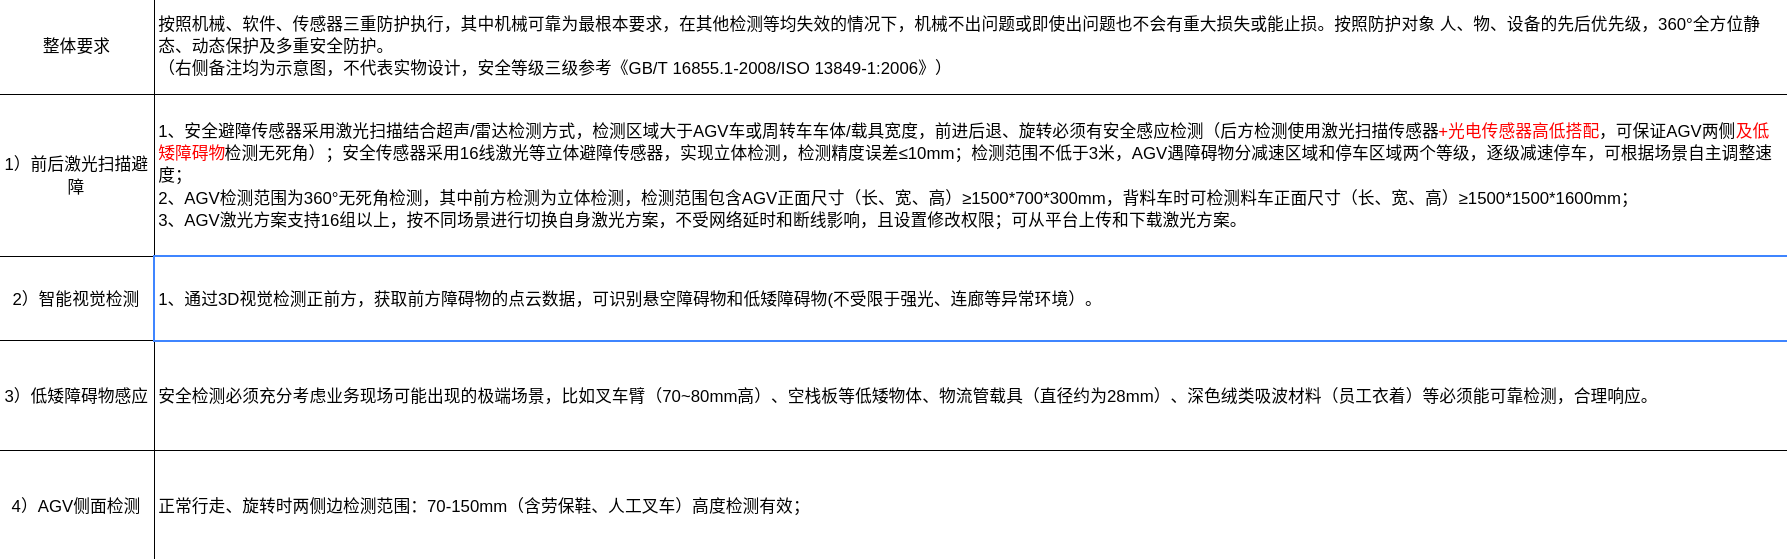 整体要求
按照机械、软件、传感器三重防护执行，其中机械可靠为最根本要求，在其他检测等均失效的情况下，机械不出问题或即使出问题也不会有重大损失或能止损。按照防护对象 人、物、设备的先后优先级，360°全方位静
态、动态保护及多重安全防护。
（右侧备注均为示意图，不代表实物设计，安全等级三级参考《GB/T 16855.1-2008/ISO 13849-1:2006》）
1）前后激光扫描避
障
1、安全避障传感器采用激光扫描结合超声/雷达检测方式，检测区域大于AGV车或周转车车体/载具宽度，前进后退、旋转必须有安全感应检测（后方检测使用激光扫描传感器+光电传感器高低搭配，可保证AGV两侧及低
矮障碍物检测无死角）；安全传感器采用16线激光等立体避障传感器，实现立体检测，检测精度误差≤10mm；检测范围不低于3米，AGV遇障碍物分减速区域和停车区域两个等级，逐级减速停车，可根据场景自主调整速
度；
2、AGV检测范围为360°无死角检测，其中前方检测为立体检测，检测范围包含AGV正面尺寸（长、宽、高）≥1500*700*300mm，背料车时可检测料车正面尺寸（长、宽、高）≥1500*1500*1600mm；
3、AGV激光方案支持16组以上，按不同场景进行切换自身激光方案，不受网络延时和断线影响，且设置修改权限；可从平台上传和下载激光方案。
2）智能视觉检测
1、通过3D视觉检测正前方，获取前方障碍物的点云数据，可识别悬空障碍物和低矮障碍物(不受限于强光、连廊等异常环境）。
3）低矮障碍物感应
安全检测必须充分考虑业务现场可能出现的极端场景，比如叉车臂（70~80mm高）、空栈板等低矮物体、物流管载具（直径约为28mm）、深色绒类吸波材料（员工衣着）等必须能可靠检测，合理响应。
4）AGV侧面检测
正常行走、旋转时两侧边检测范围：70-150mm（含劳保鞋、人工叉车）高度检测有效；